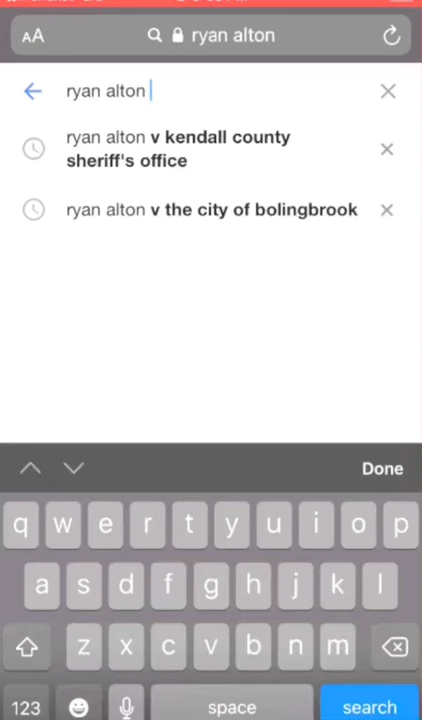 AA ryan alton
ryan alton
ryan alton v kendall county
sheriff's office
ryan alton v the city of bolingbrook
Done
q w e r t y u i o p
a s d f g h j k l
z x c v b n m
123 space search